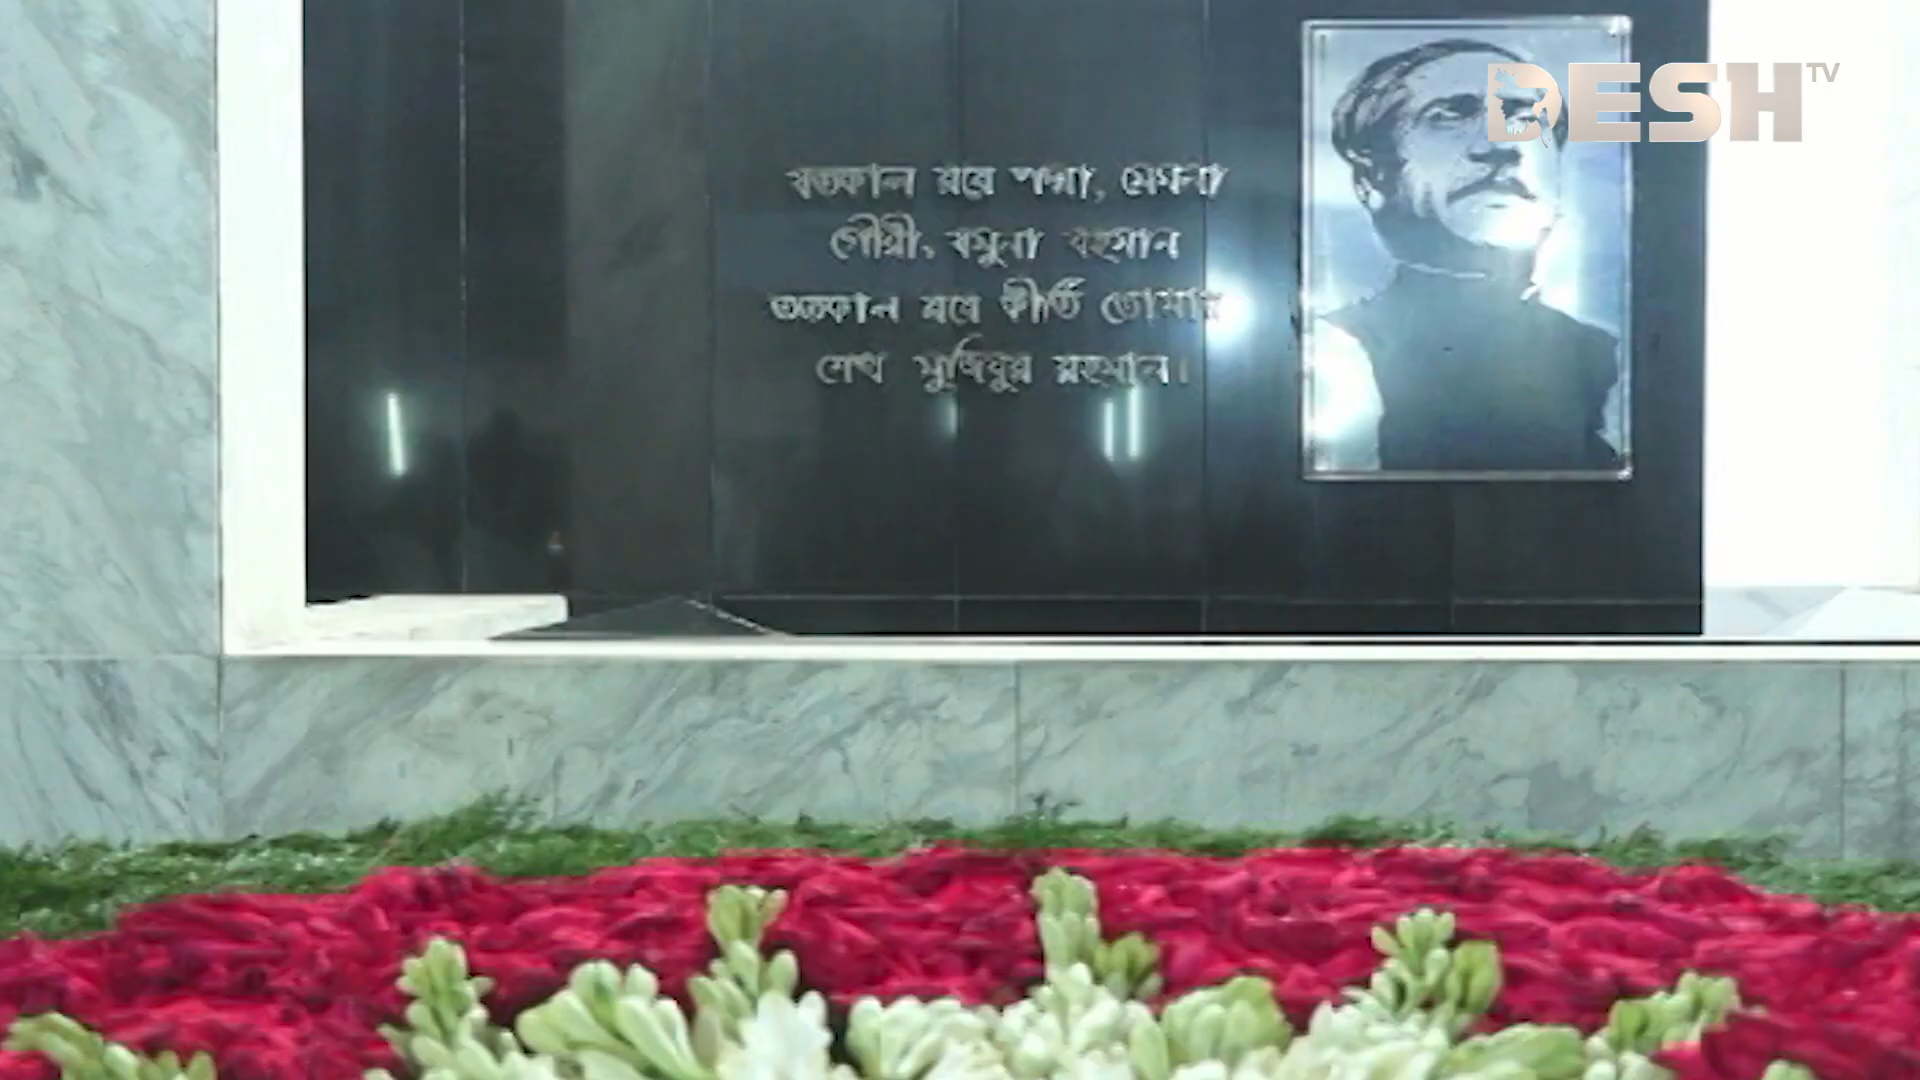 যতকাল রবে পদ্মা, মেঘনা
গৌরী, যমুনা বহমান
ততকাল রবে কীর্তি তোমার
শেখ মুজিবুর রহমান।
DESH TV